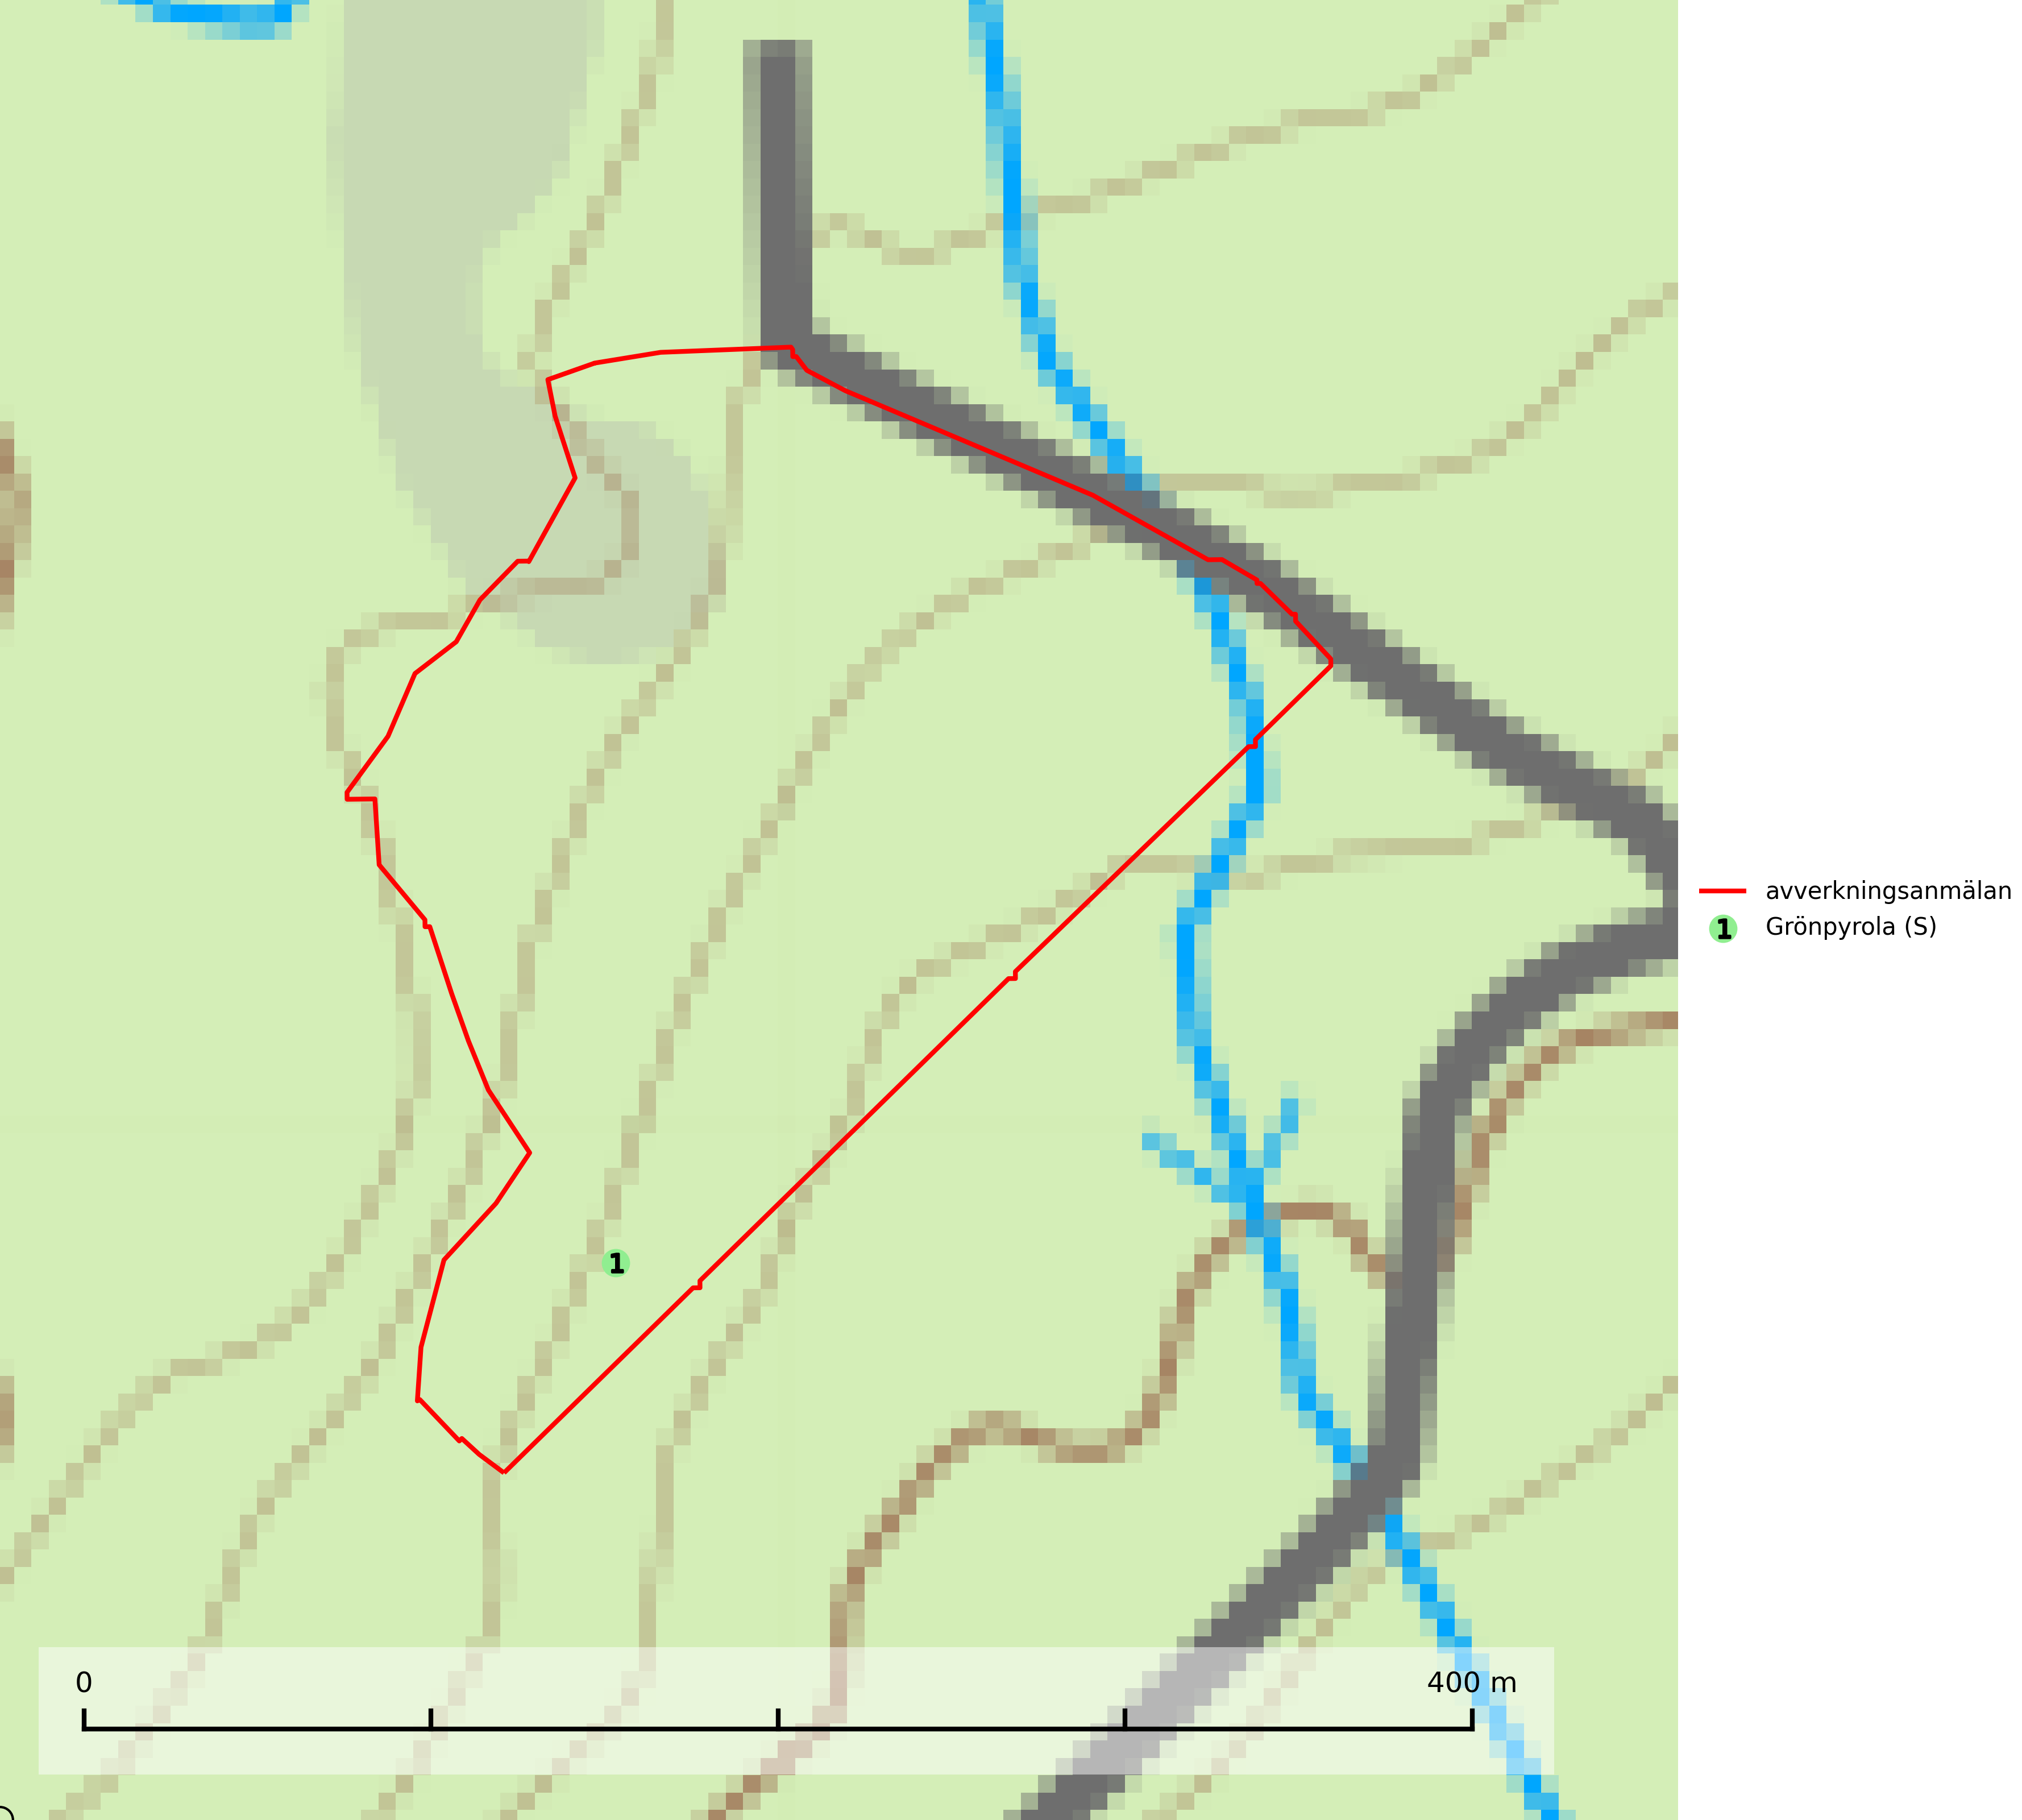 avverkningsanmälan
1 Grönpyrola (S)
1
0 400 m